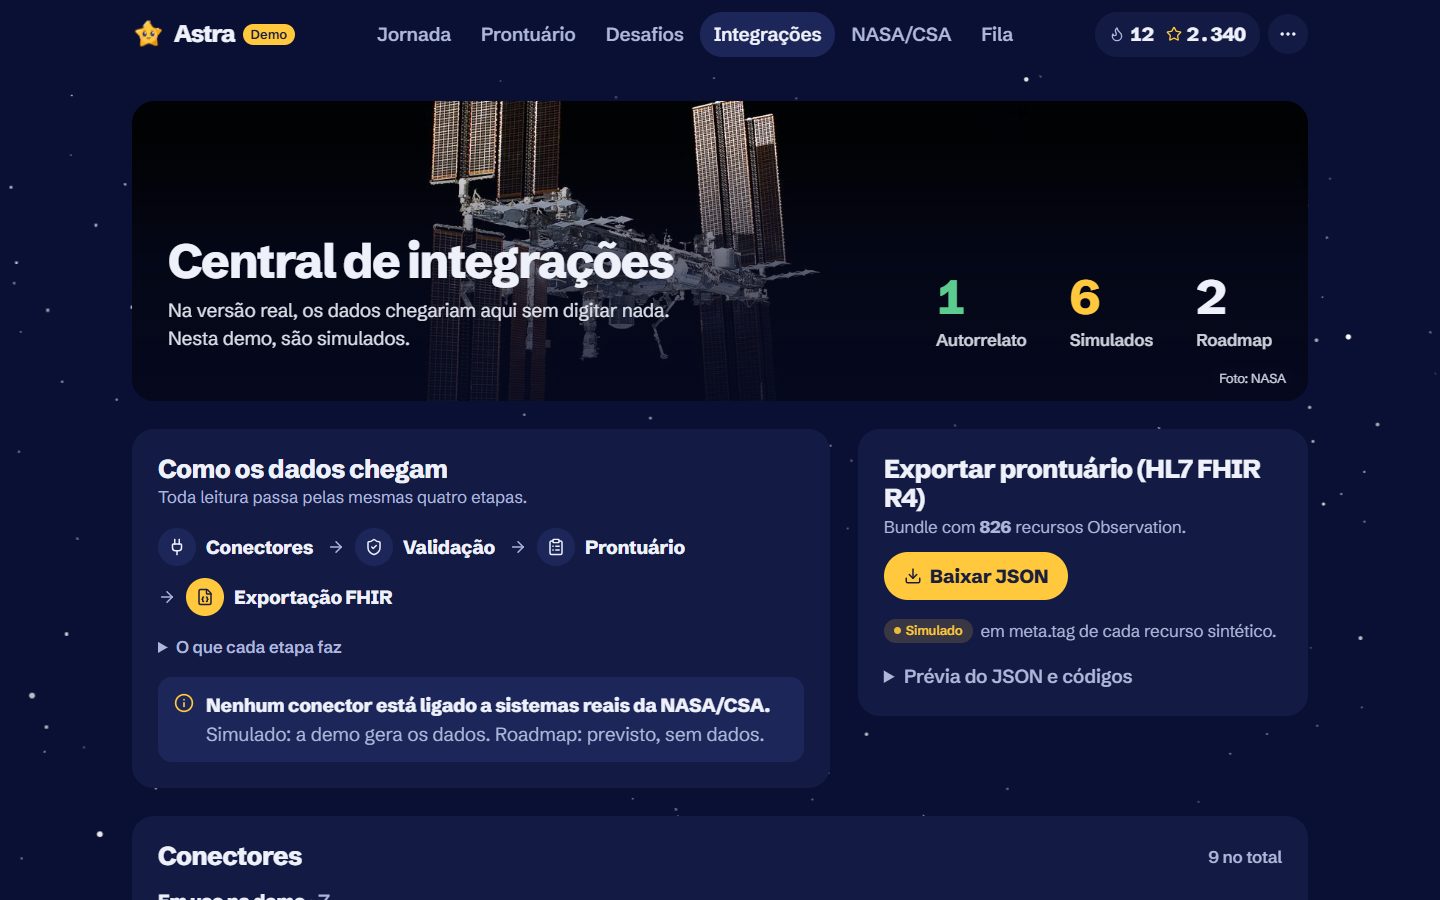 Astra Demo
Jornada Prontuário Desafios Integrações NASA/CSA Fila
12 2.340
Central de integrações
Na versão real, os dados chegariam aqui sem digitar nada.
Nesta demo, são simulados.
1 6 2
Autorrelato Simulados Roadmap
Foto: NASA
Como os dados chegam
Toda leitura passa pelas mesmas quatro etapas.
Conectores → Validação → Prontuário
→ Exportação FHIR
O que cada etapa faz
Nenhum conector está ligado a sistemas reais da NASA/CSA.
Simulado: a demo gera os dados. Roadmap: previsto, sem dados.
Exportar prontuário (HL7 FHIR
R4)
Bundle com 826 recursos Observation.
Baixar JSON
Simulado em meta.tag de cada recurso sintético.
Prévia do JSON e códigos
Conectores
9 no total
Em uso na demo 7